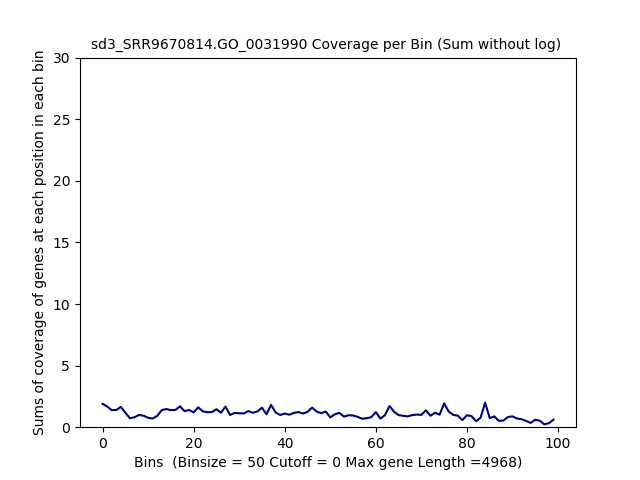 sd3_SRR9670814.GO_0031990 Coverage per Bin (Sum without log)
Sums of coverage of genes at each position in each bin
30
25
20
15
10
5
0
0 20 40 60 80 100
Bins  (Binsize = 50 Cutoff = 0 Max gene Length =4968)